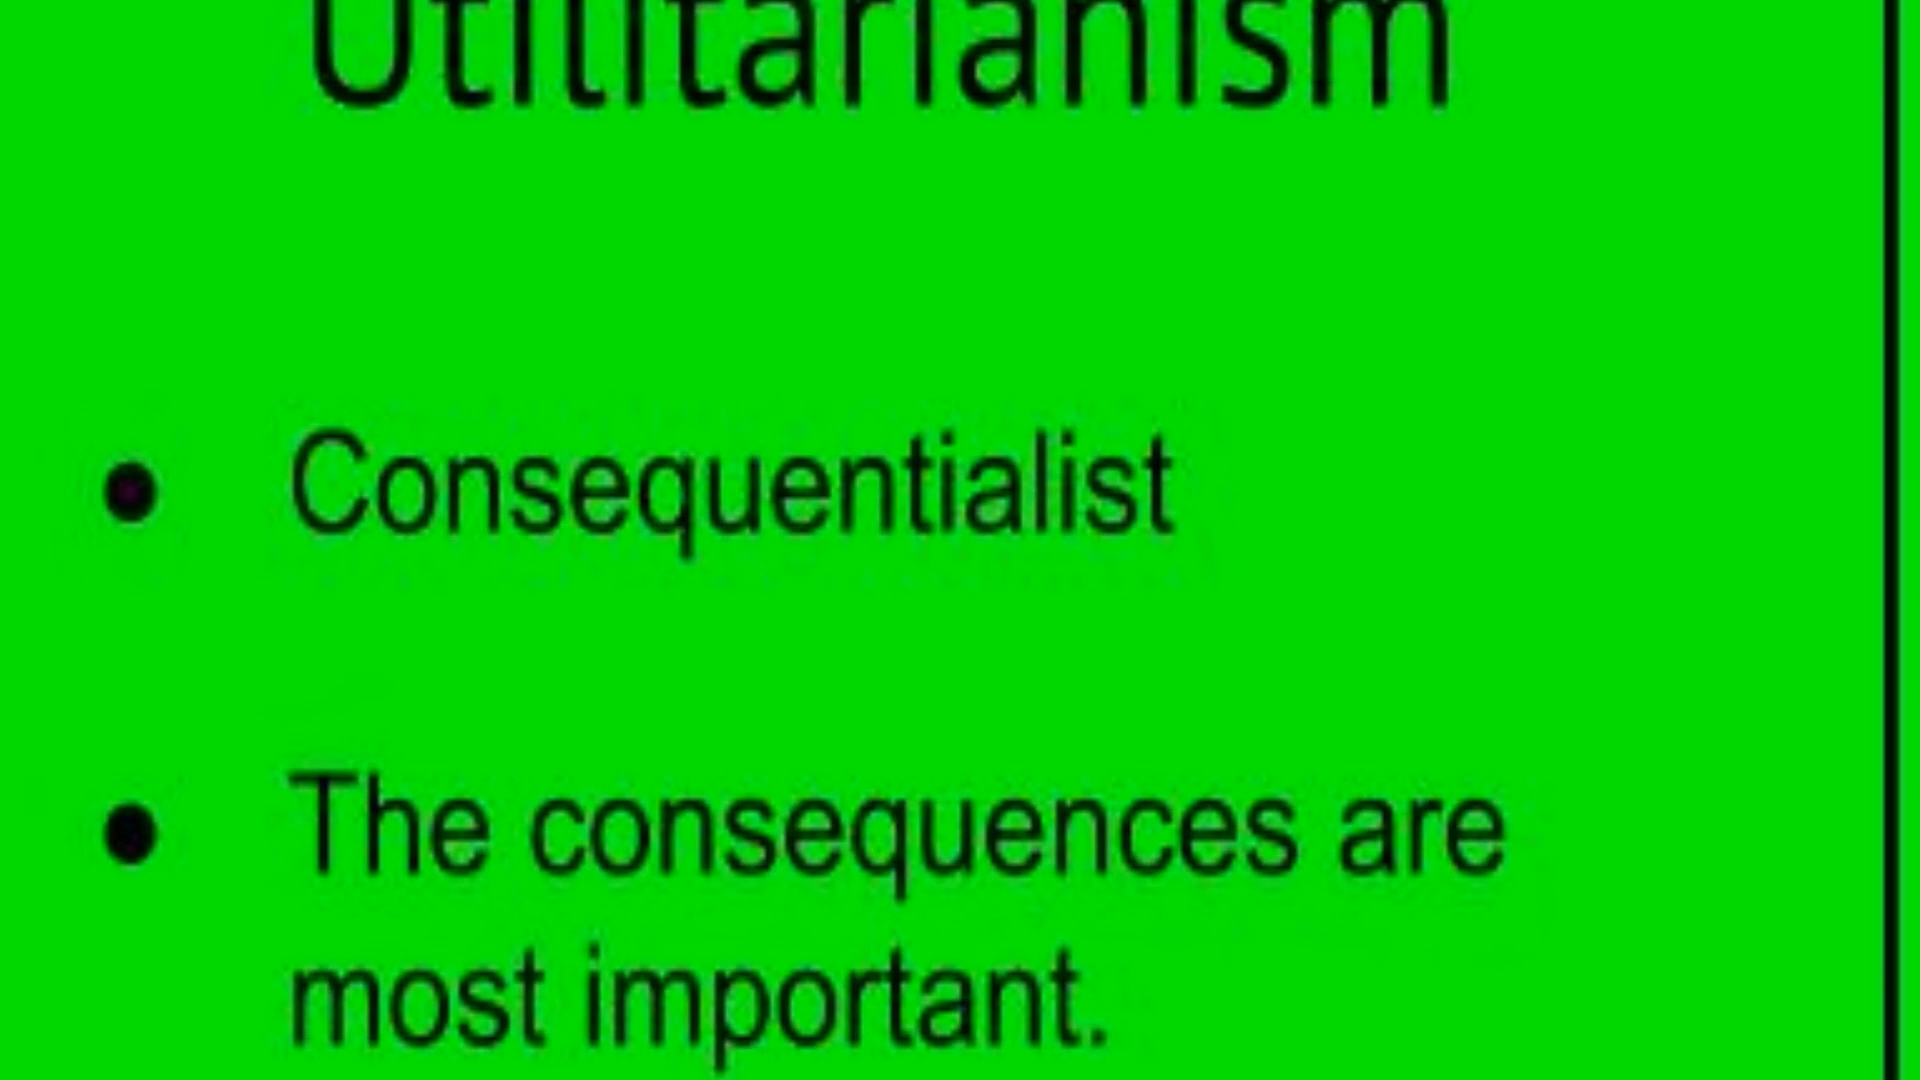 Utilitarianism
• Consequentialist
• The consequences are
most important.